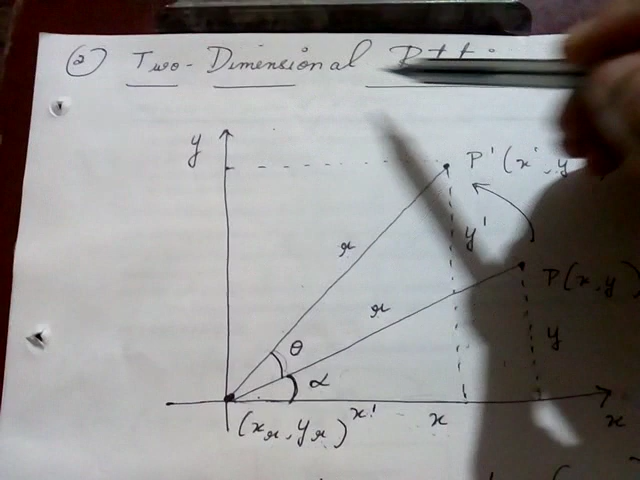 (2) Two-Dimensional
y
P'(x', y
y'
r
P(x, y)
r
y
θ
α
(xr, yr) x' x
x